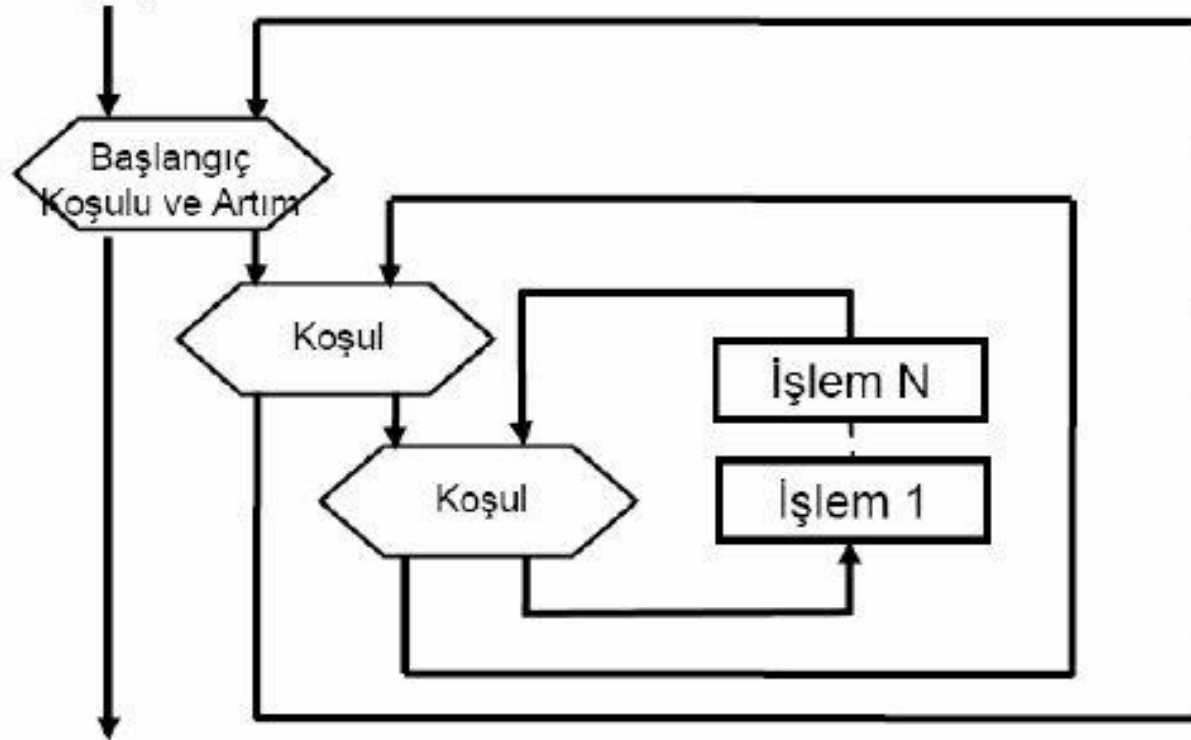 Başlangıç
Koşulu ve Artım
Koşul
İşlem N
Koşul
İşlem 1